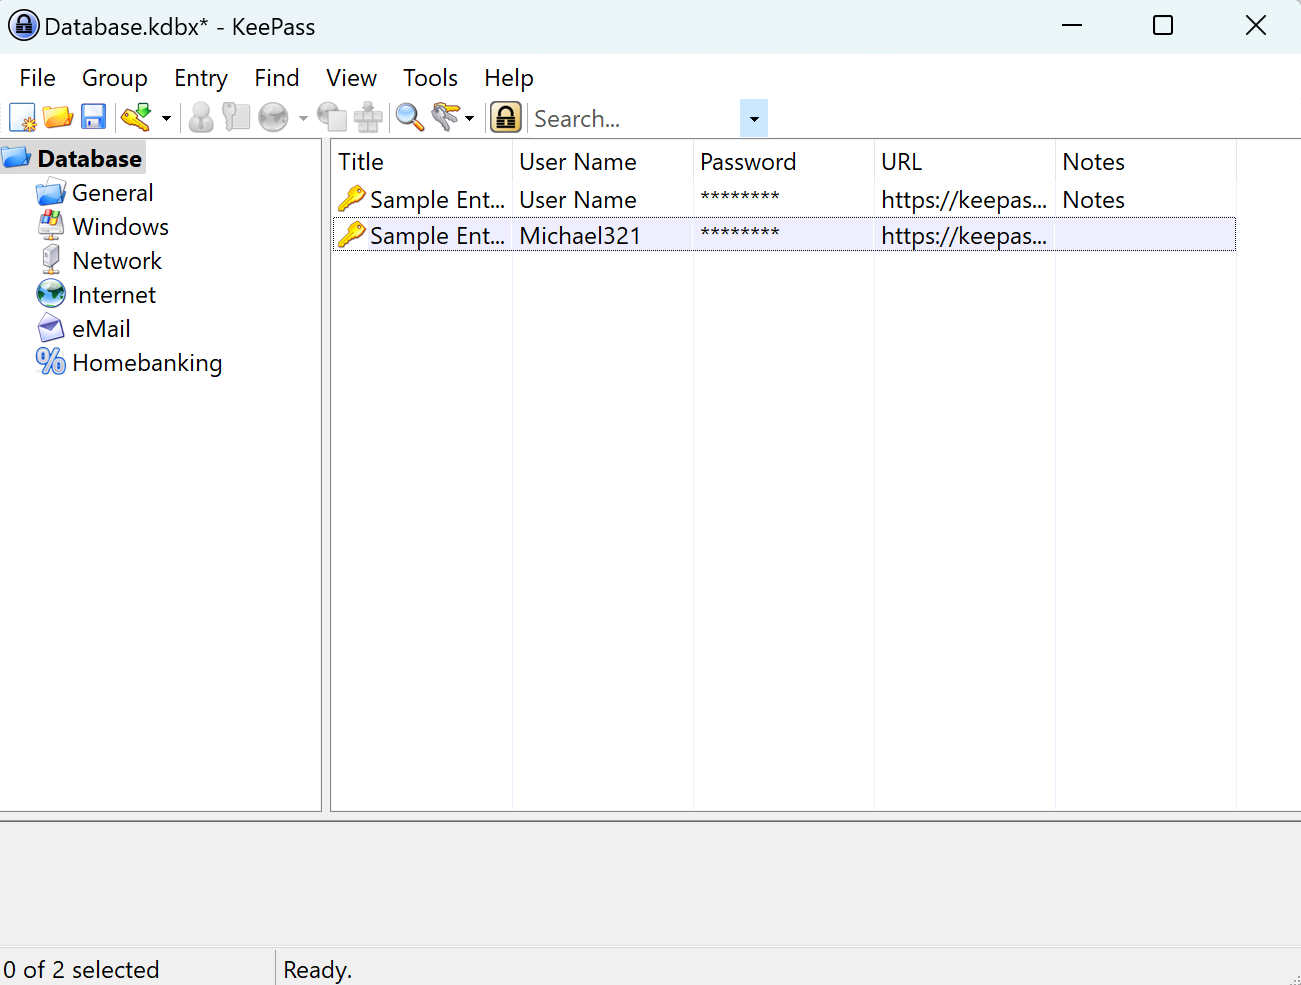 Database.kdbx* - KeePass
File Group Entry Find View Tools Help
Search...
Database
General
Windows
Network
Internet
eMail
Homebanking
Title User Name Password URL Notes
Sample Ent... User Name ******** https://keepas... Notes
Sample Ent... Michael321 ******** https://keepas...
0 of 2 selected Ready.